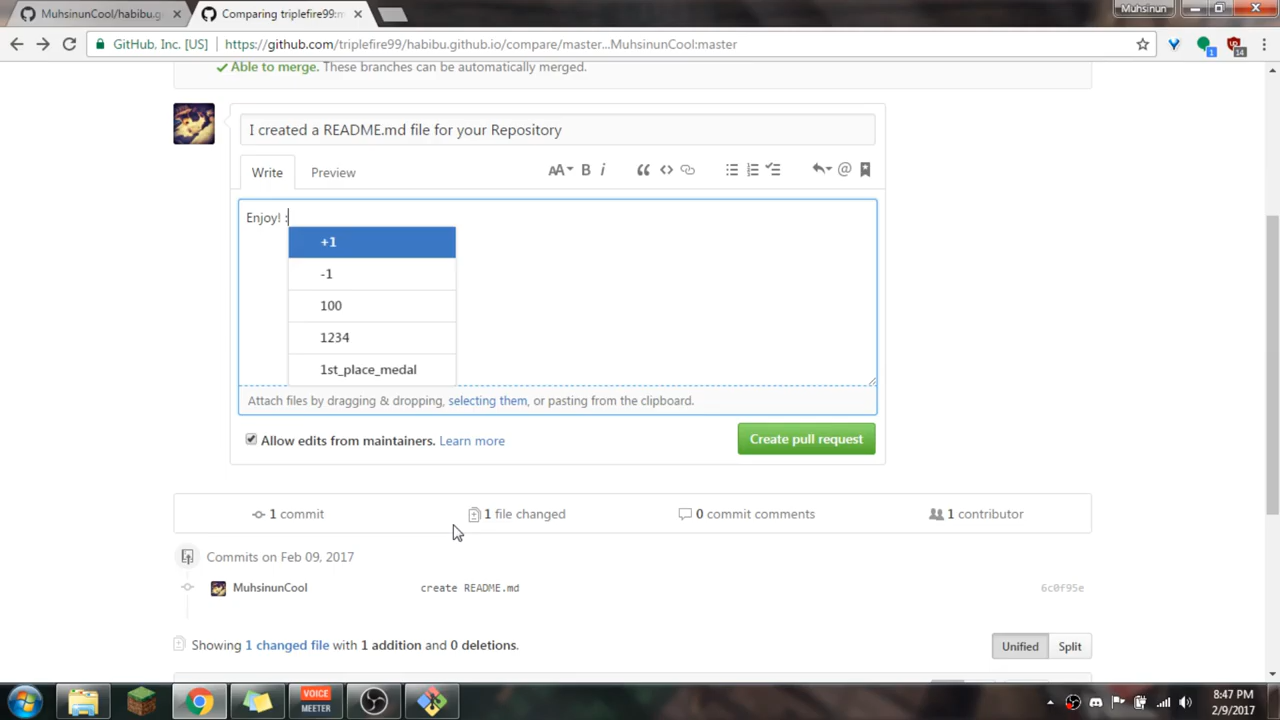 MuhsinunCool/habibu.g
Comparing triplefire99:m
Muhsinun
GitHub, Inc. [US]
https://github.com/triplefire99/habibu.github.io/compare/master...MuhsinunCool:master
1
14
Able to merge. These branches can be automatically merged.
I created a README.md file for your Repository
Write
Preview
AA
B
i
@
Enjoy! :
+1
-1
100
1234
1st_place_medal
Attach files by dragging & dropping, selecting them, or pasting from the clipboard.
Allow edits from maintainers. Learn more
Create pull request
1 commit
1 file changed
0 commit comments
1 contributor
Commits on Feb 09, 2017
MuhsinunCool
create README.md
6c0f95e
Showing 1 changed file with 1 addition and 0 deletions.
Unified
Split
VOICE
MEETER
8:47 PM
2/9/2017